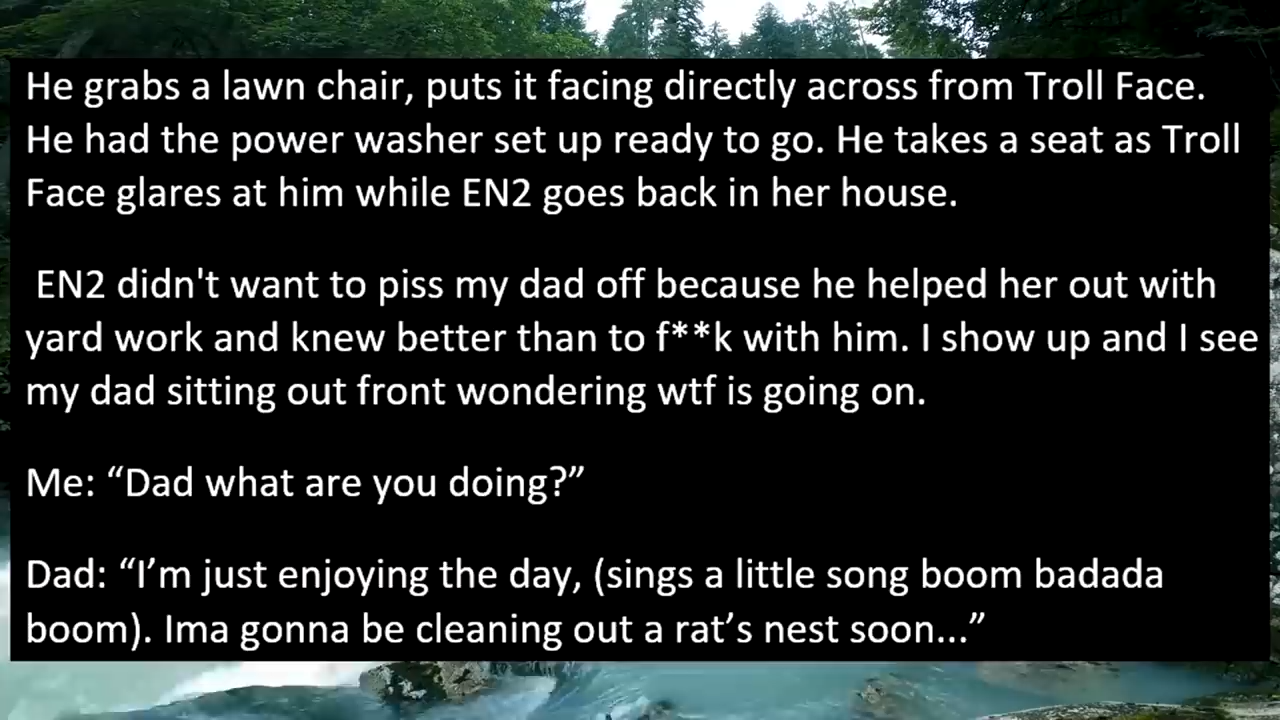 He grabs a lawn chair, puts it facing directly across from Troll Face.
He had the power washer set up ready to go. He takes a seat as Troll
Face glares at him while EN2 goes back in her house.
EN2 didn't want to piss my dad off because he helped her out with
yard work and knew better than to f**k with him. I show up and I see
my dad sitting out front wondering wtf is going on.
Me: “Dad what are you doing?”
Dad: “I’m just enjoying the day, (sings a little song boom badada
boom). Ima gonna be cleaning out a rat’s nest soon...”